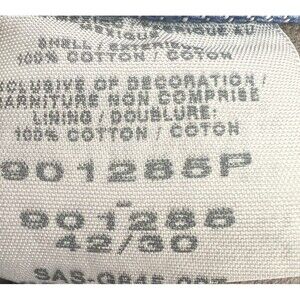 SHELL / EXTERIEUR
100% COTTON / COTON
EXCLUSIVE OF DECORATION /
GARNITURE NON COMPRISE
LINING / DOUBLURE:
100% COTTON / COTON
901285P
901286
42/30